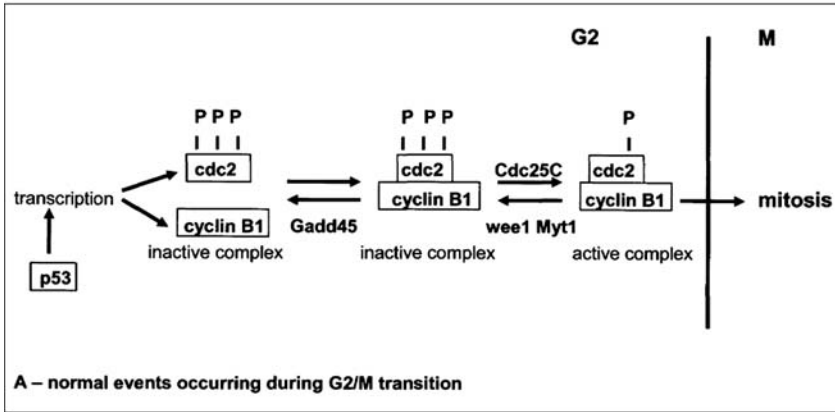 G2 M
P P P P P P P
cdc2 cdc2 Cdc25C cdc2
transcription cyclin B1 cyclin B1 cyclin B1 mitosis
Gadd45 wee1 Myt1
inactive complex inactive complex active complex
p53
A – normal events occurring during G2/M transition